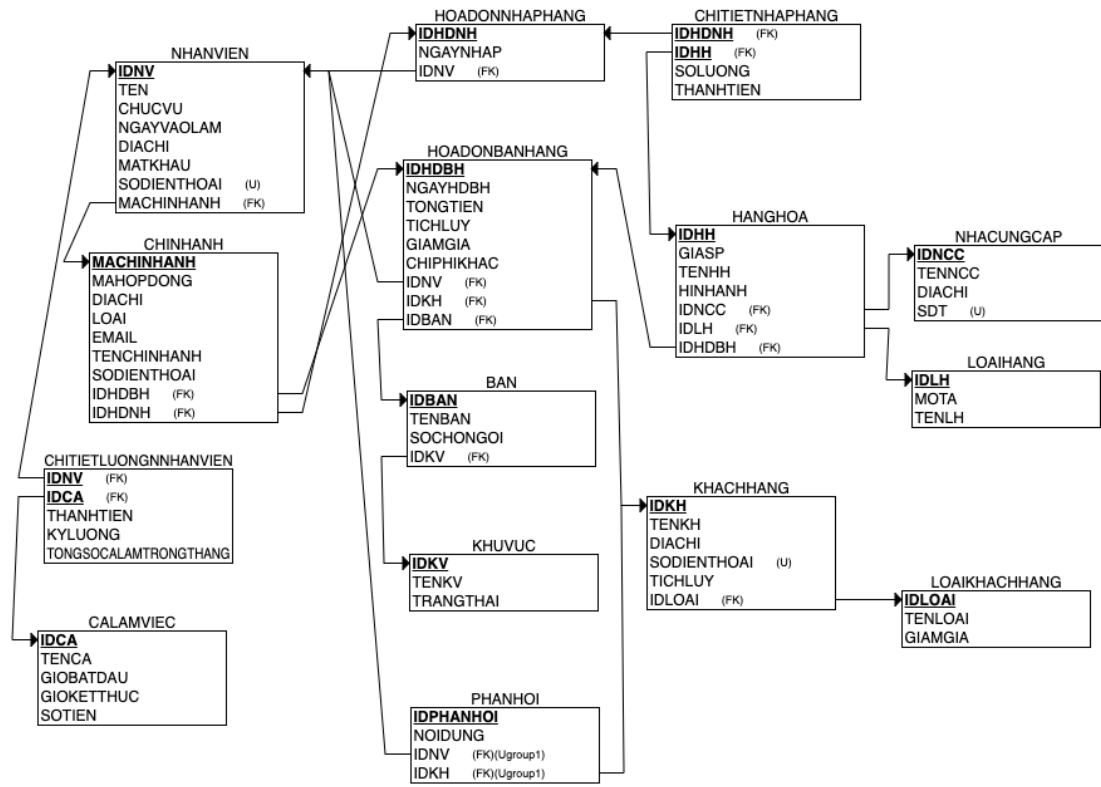 HOADONNHAPHANG
IDHDNH
NGAYNHAP
IDNV (FK)
CHITIETNHAPHANG
IDHDNH (FK)
IDHH (FK)
SOLUONG
THANHTIEN
NHANVIEN
IDNV
TEN
CHUCVU
NGAYVAOLAM
DIACHI
MATKHAU
SODIENTHOAI (U)
MACHINHANH (FK)
HOADONBANHANG
IDHDBH
NGAYHDBH
TONGTIEN
TICHLUY
GIAMGIA
CHIPHIKHAC
IDNV (FK)
IDKH (FK)
IDBAN (FK)
HANGHOA
IDHH
GIASP
TENHH
HINHANH
IDNCC (FK)
IDLH (FK)
IDHDBH (FK)
NHACUNGCAP
IDNCC
TENNCC
DIACHI
SDT (U)
CHINHANH
MACHINHANH
MAHOPDONG
DIACHI
LOAI
EMAIL
TENCHINHANH
SODIENTHOAI
IDHDBH (FK)
IDHDNH (FK)
LOAIHANG
IDLH
MOTA
TENLH
BAN
IDBAN
TENBAN
SOCHONGOI
IDKV (FK)
CHITIETLUONGNNHANVIEN
IDNV (FK)
IDCA (FK)
THANHTIEN
KYLUONG
TONGSOCALAMTRONGTHANG
KHACHHANG
IDKH
TENKH
DIACHI
SODIENTHOAI (U)
TICHLUY
IDLOAI (FK)
KHUVUC
IDKV
TENKV
TRANGTHAI
LOAIKHACHHANG
IDLOAI
TENLOAI
GIAMGIA
CALAMVIEC
IDCA
TENCA
GIOBATDAU
GIOKETTHUC
SOTIEN
PHANHOI
IDPHANHOI
NOIDUNG
IDNV (FK)(Ugroup1)
IDKH (FK)(Ugroup1)